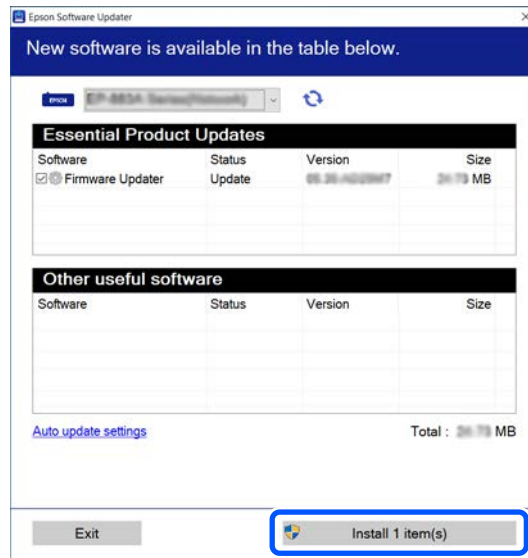 Epson Software Updater
New software is available in the table below.
EPSON
Essential Product Updates
Software Status Version Size
Firmware Updater Update MB
Other useful software
Software Status Version Size
Auto update settings Total : MB
Exit Install 1 item(s)